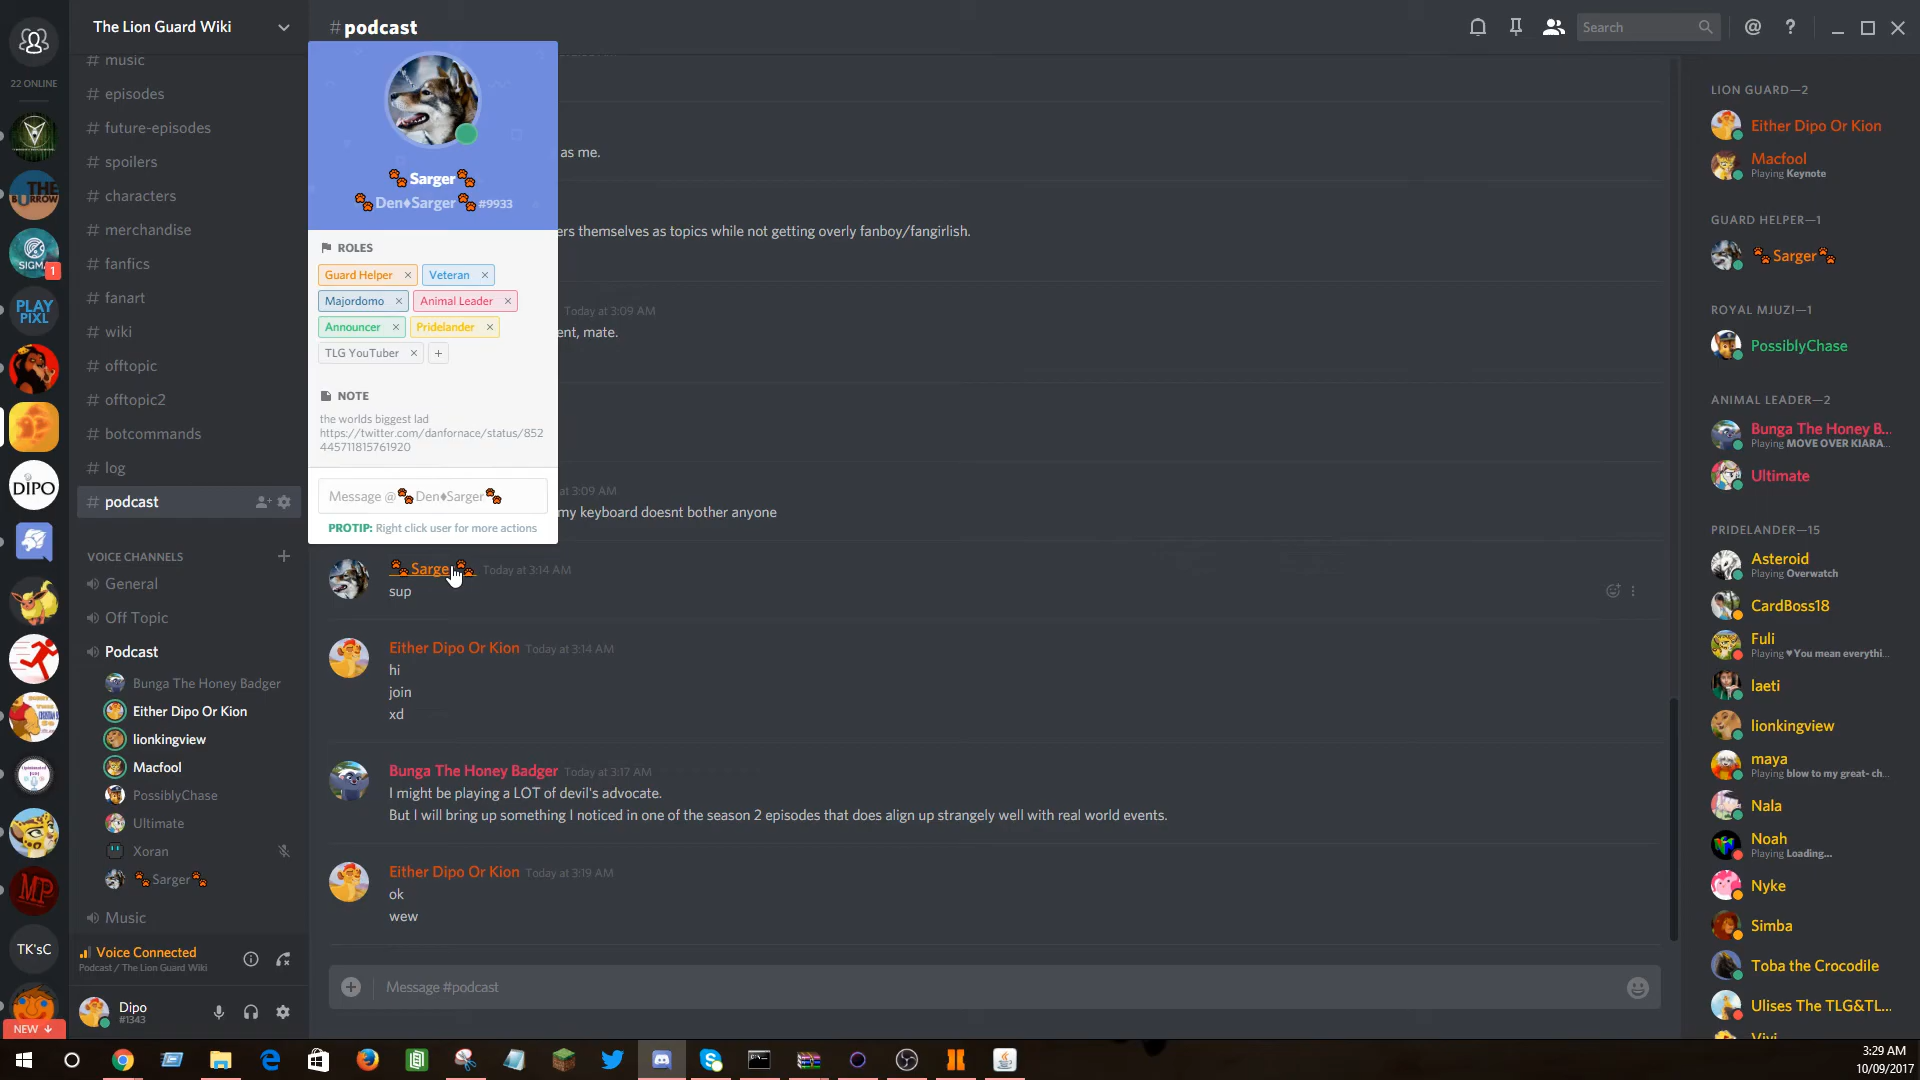 22 ONLINE
THE BURROW
SIGMA
1
PLAY
PIXL
DIPO
MP
TK'sC
NEW ↓
The Lion Guard Wiki
# music
# episodes
# future-episodes
# spoilers
# characters
# merchandise
# fanfics
# fanart
# wiki
# offtopic
# offtopic2
# botcommands
# log
# podcast
VOICE CHANNELS +
General
Off Topic
Podcast
Bunga The Honey Badger
Either Dipo Or Kion
lionkingview
Macfool
PossiblyChase
Ultimate
Xoran
🐾Sarger🐾
Music
Voice Connected
Podcast / The Lion Guard Wiki
Dipo
#1343
#podcast
Search
@ ?
🐾Sarger🐾
🐾Den♦Sarger🐾#9933
ROLES
Guard Helper × Veteran ×
Majordomo × Animal Leader ×
Announcer × Pridelander ×
TLG YouTuber × +
NOTE
the worlds biggest lad
https://twitter.com/danfornace/status/852
445711815761920
Message @🐾Den♦Sarger🐾
PROTIP: Right click user for more actions
as me.
ers themselves as topics while not getting overly fanboy/fangirlish.
Today at 3:09 AM
ent, mate.
at 3:09 AM
my keyboard doesnt bother anyone
🐾Sarger🐾 Today at 3:14 AM
sup
Either Dipo Or Kion Today at 3:14 AM
hi
join
xd
Bunga The Honey Badger Today at 3:17 AM
I might be playing a LOT of devil's advocate.
But I will bring up something I noticed in one of the season 2 episodes that does align up strangely well with real world events.
Either Dipo Or Kion Today at 3:19 AM
ok
wew
Message #podcast
LION GUARD—2
Either Dipo Or Kion
Macfool
Playing Keynote
GUARD HELPER—1
🐾Sarger🐾
ROYAL MJUZI—1
PossiblyChase
ANIMAL LEADER—2
Bunga The Honey B...
Playing MOVE OVER KIARA...
Ultimate
PRIDELANDER—15
Asteroid
Playing Overwatch
CardBoss18
Fuli
Playing ♥You mean everythi...
laeti
lionkingview
maya
Playing blow to my great- ch...
Nala
Noah
Playing Loading...
Nyke
Simba
Toba the Crocodile
Ulises The TLG&TL...
Vivi
3:29 AM
10/09/2017